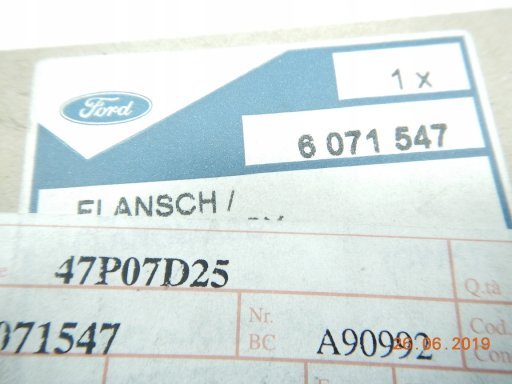 Ford
1 x
6 071 547
FLANSCH /
47P07D25
Q.tà
071547
Nr.
BC
A90992
Cod.
26.06.2019